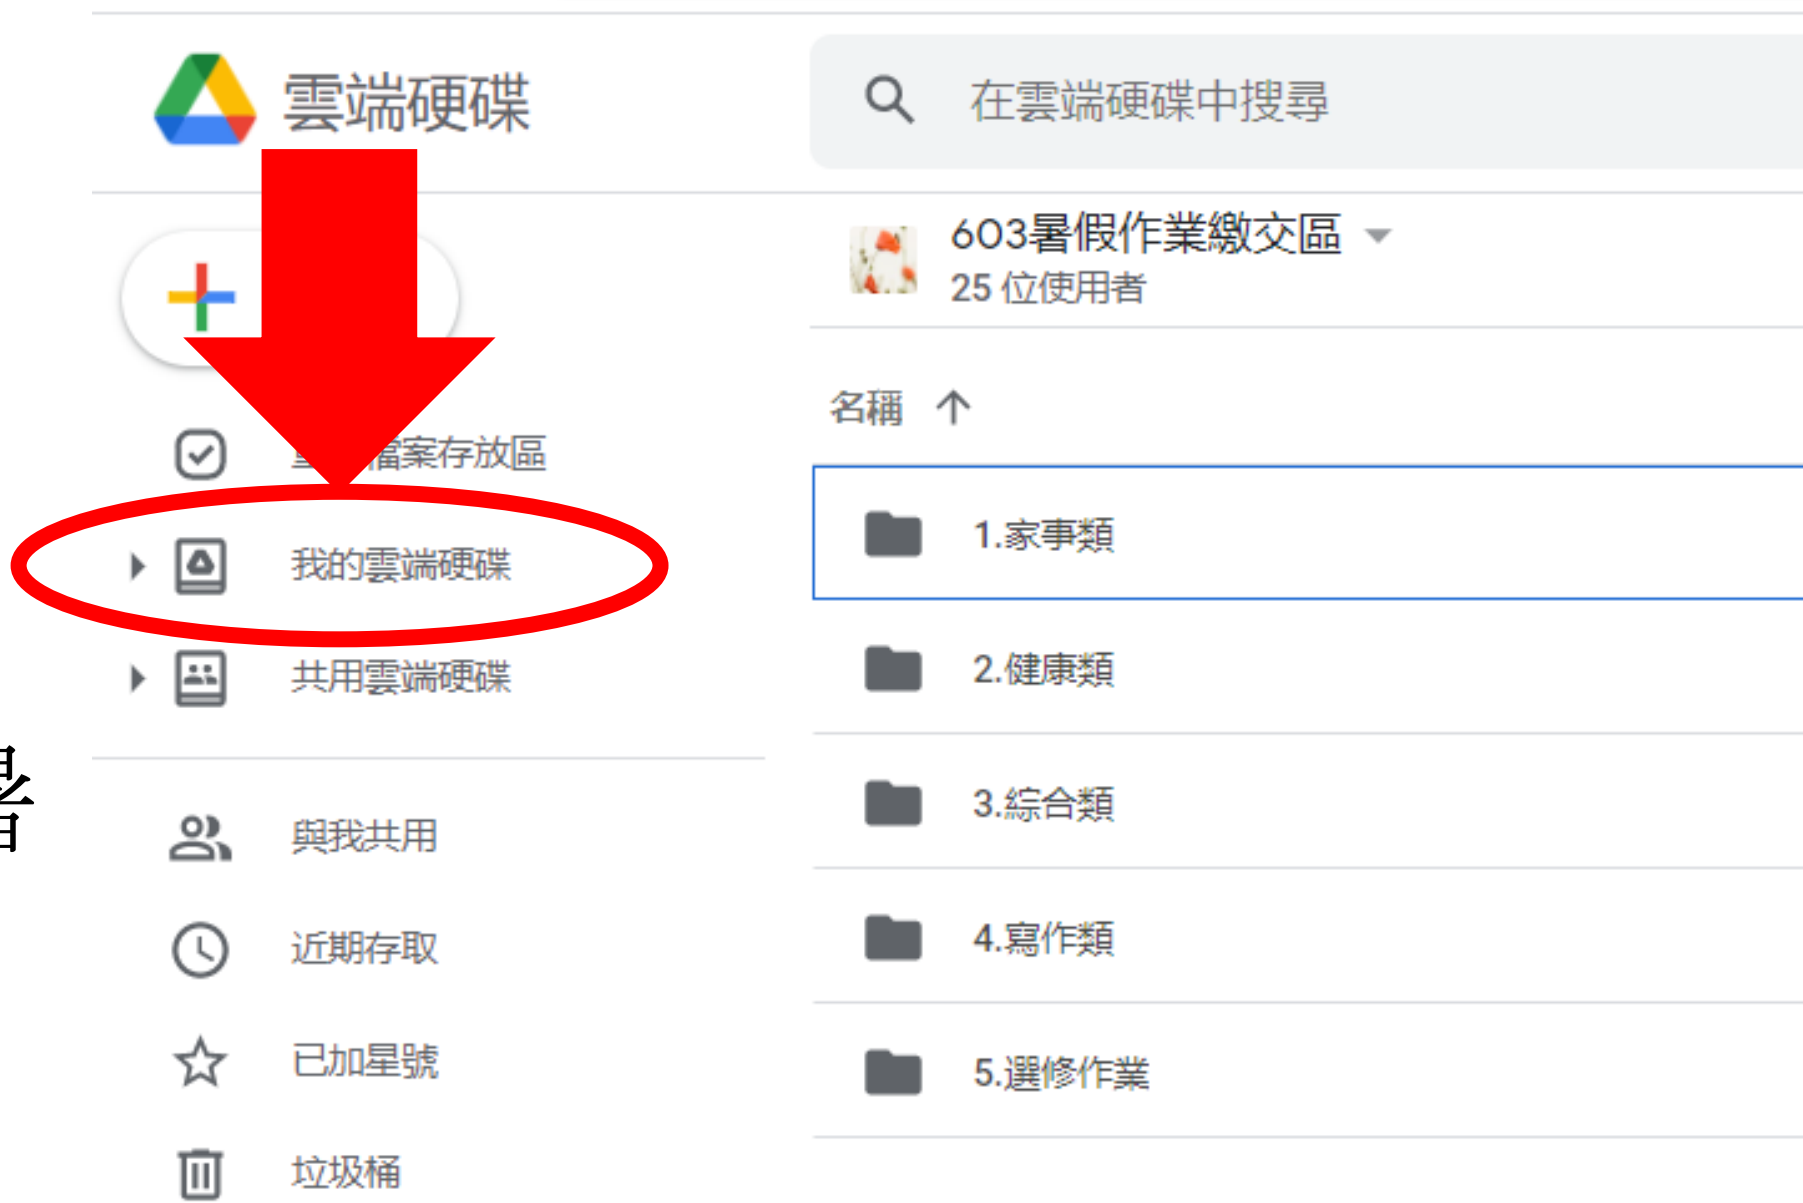 雲端硬碟
在雲端硬碟中搜尋
603暑假作業繳交區
25 位使用者
名稱
檔案存放區
我的雲端硬碟
共用雲端硬碟
與我共用
近期存取
已加星號
垃圾桶
1.家事類
2.健康類
3.綜合類
4.寫作類
5.選修作業